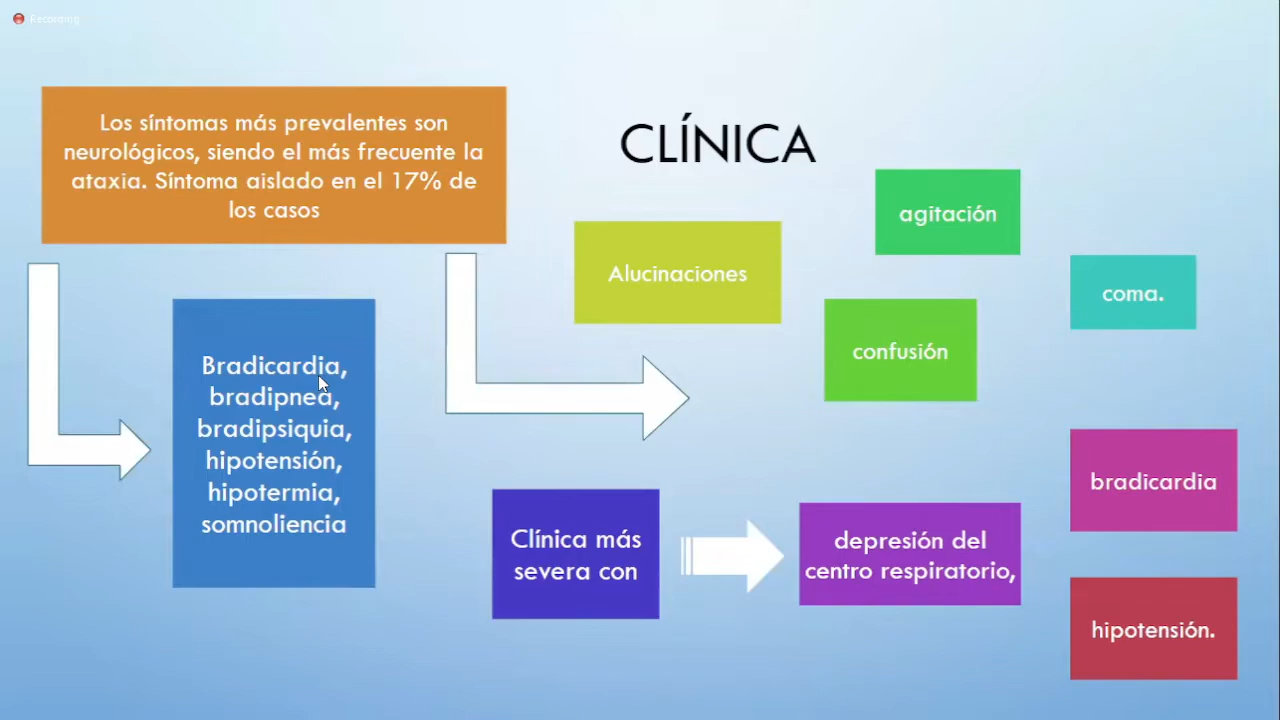 Recording
Los síntomas más prevalentes son
neurológicos, siendo el más frecuente la
ataxia. Síntoma aislado en el 17% de
los casos
CLÍNICA
agitación
Alucinaciones
coma.
confusión
Bradicardia,
bradipnea,
bradipsiquia,
hipotensión,
hipotermia,
somnoliencia
bradicardia
Clínica más
severa con
depresión del
centro respiratorio,
hipotensión.